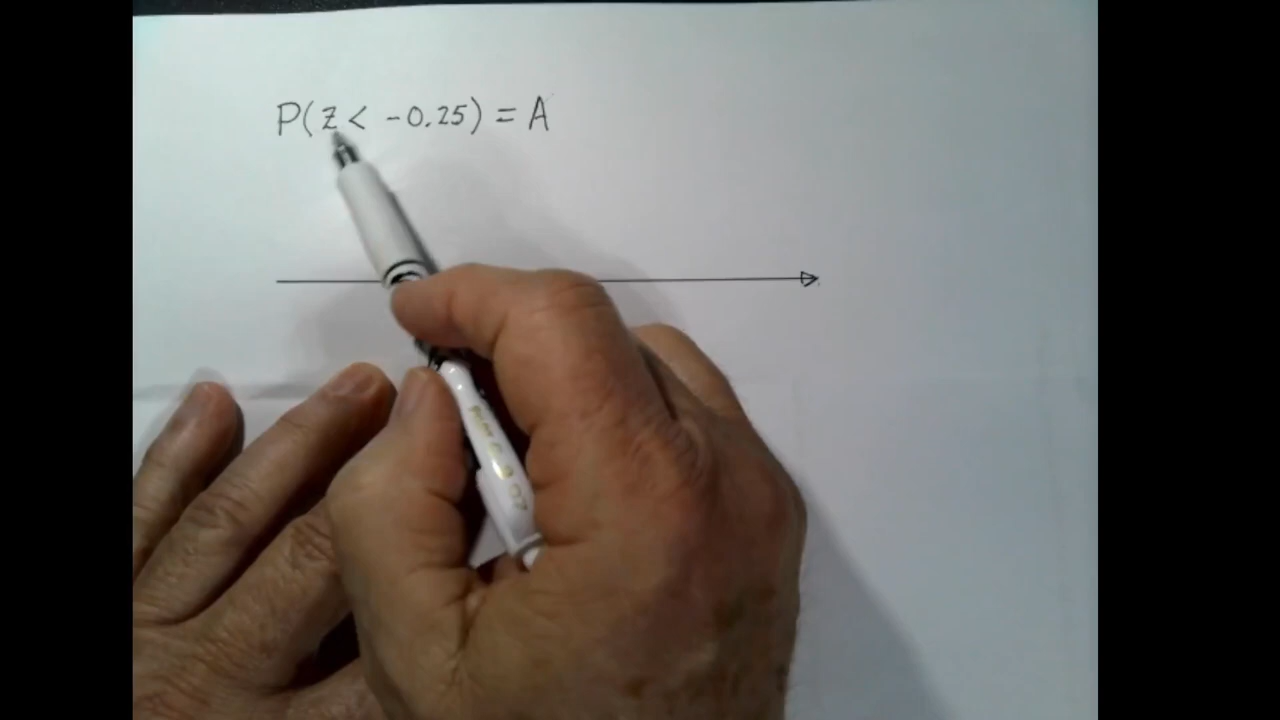 P(Z < -0.25) = A